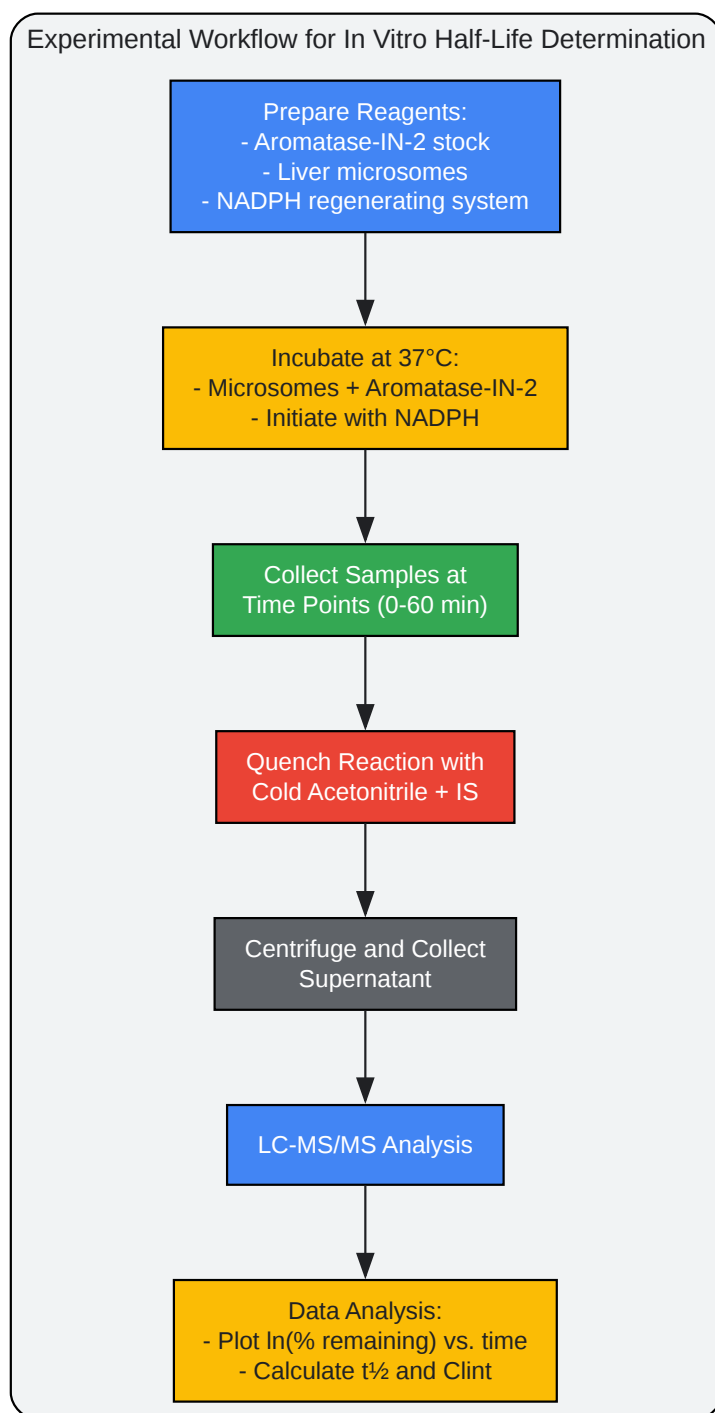 Experimental Workflow for In Vitro Half-Life Determination
Prepare Reagents:
- Aromatase-IN-2 stock
- Liver microsomes
- NADPH regenerating system
Incubate at 37°C:
- Microsomes + Aromatase-IN-2
- Initiate with NADPH
Collect Samples at
Time Points (0-60 min)
Quench Reaction with
Cold Acetonitrile + IS
Centrifuge and Collect
Supernatant
LC-MS/MS Analysis
Data Analysis:
- Plot ln(% remaining) vs. time
- Calculate t½ and Clint